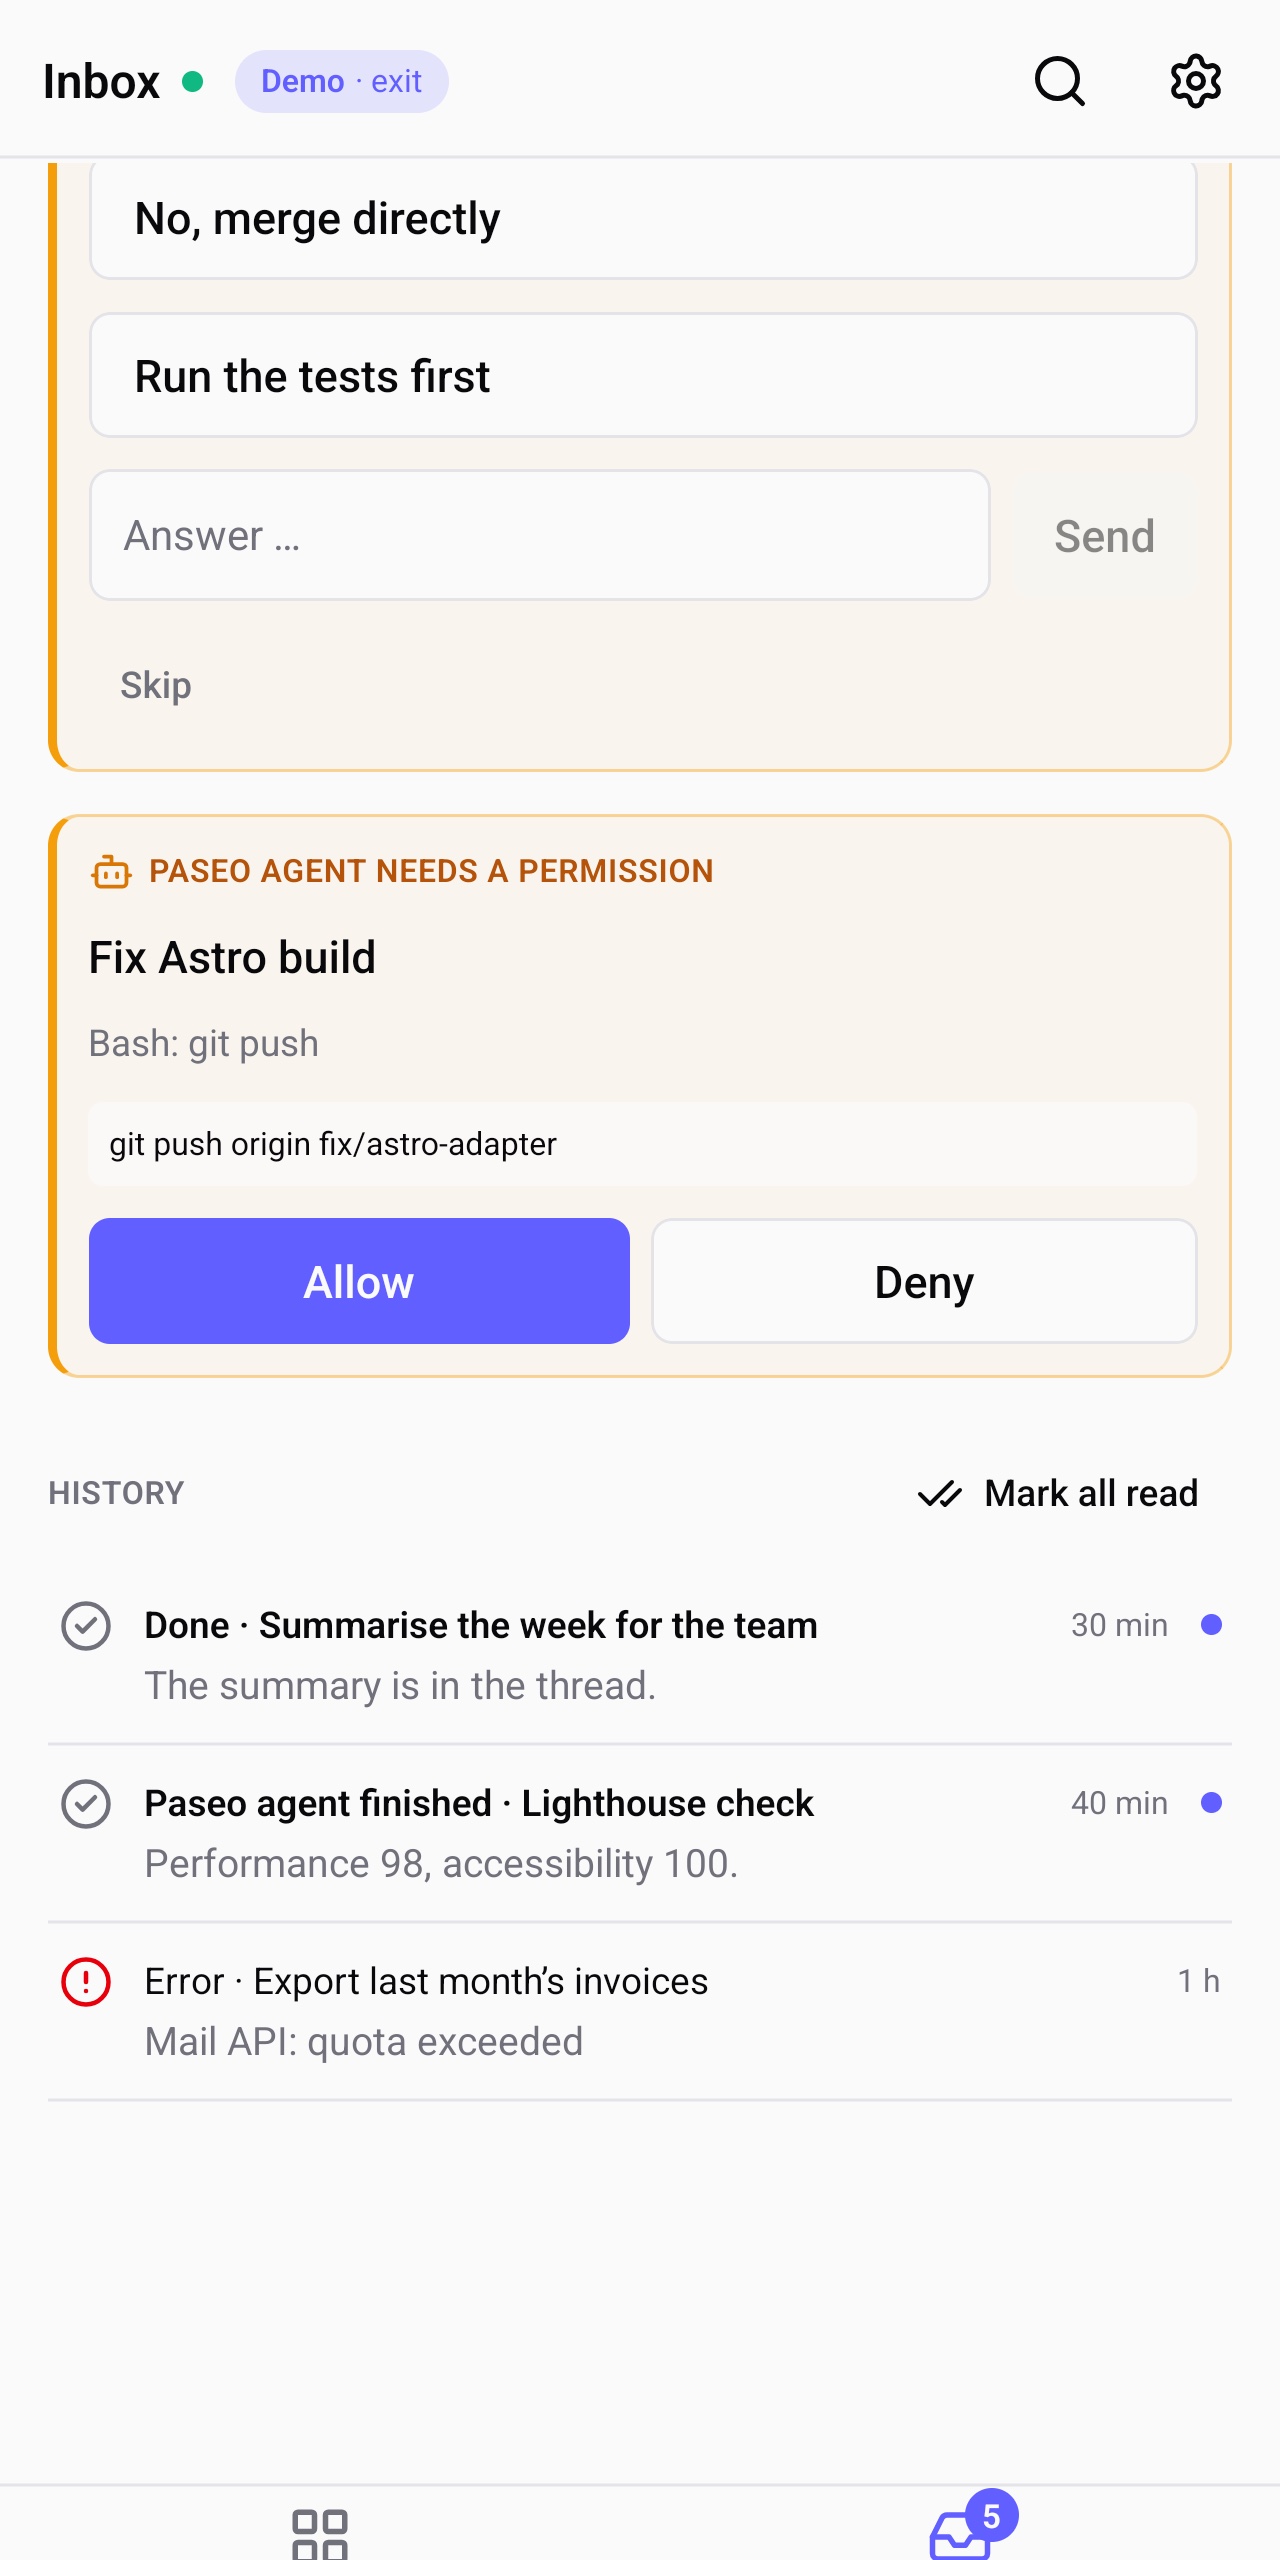 Inbox
Demo · exit
No, merge directly
Run the tests first
Answer ...
Send
Skip
PASEO AGENT NEEDS A PERMISSION
Fix Astro build
Bash: git push
git push origin fix/astro-adapter
Allow
Deny
HISTORY
Mark all read
Done · Summarise the week for the team
30 min
The summary is in the thread.
Paseo agent finished · Lighthouse check
40 min
Performance 98, accessibility 100.
Error · Export last month’s invoices
1 h
Mail API: quota exceeded
5